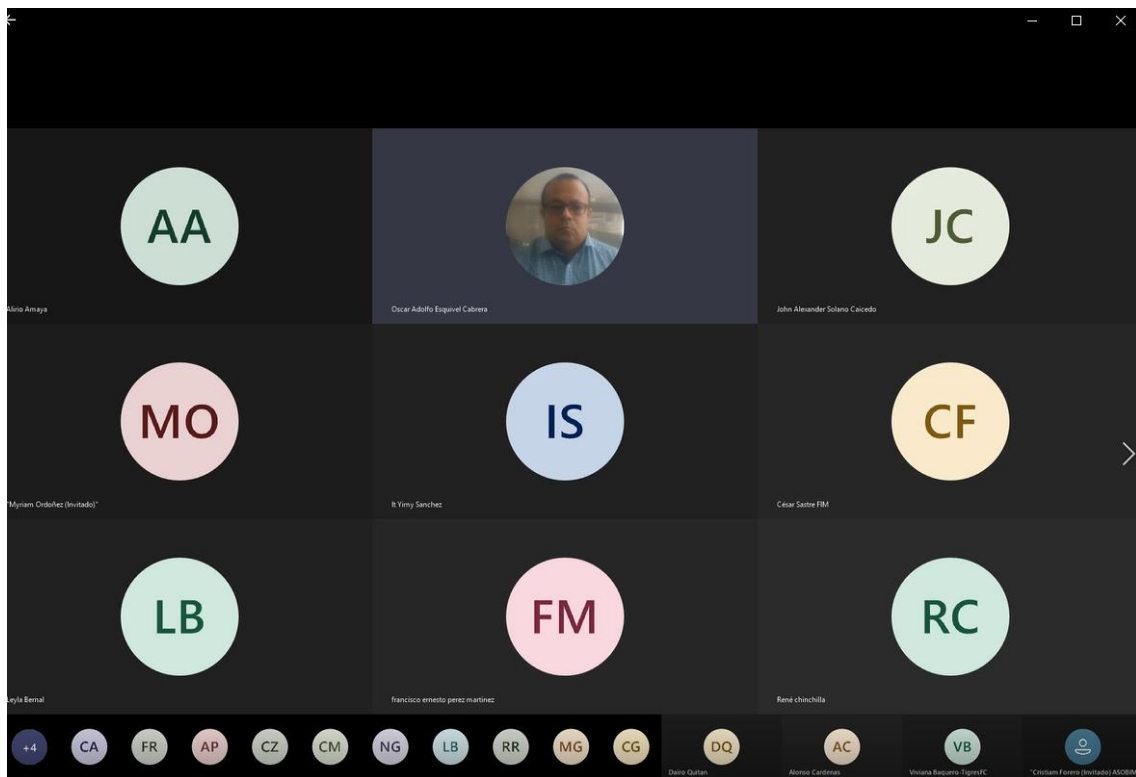 AA
Alirio Amaya
Oscar Adolfo Esquivel Cabrera
JC
John Alexander Solano Caicedo
MO
"Myriam Ordoñez (Invitado)"
IS
It Yimy Sanchez
CF
César Sastre FIM
LB
Leyla Bernal
FM
francisco ernesto perez martinez
RC
René chinchilla
+4
CA
FR
AP
CZ
CM
NG
LB
RR
MG
CG
DQ
Dairo Quitan
AC
Alonso Cardenas
VB
Viviana Baquero-TigresFC
"Cristiam Forero (Invitado) ASOBIM